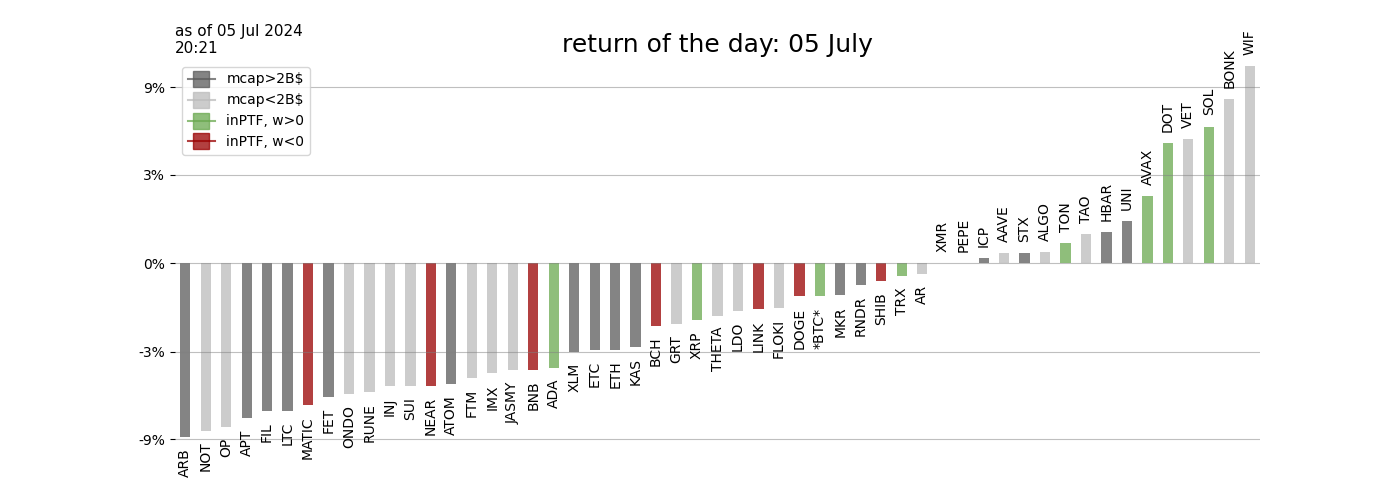 as of 05 Jul 2024
20:21
return of the day: 05 July
mcap>2B$
mcap<2B$
inPTF, w>0
inPTF, w<0
9%
3%
0%
-3%
-9%
ARB
NOT
OP
APT
FIL
LTC
MATIC
FET
ONDO
RUNE
INJ
SUI
NEAR
ATOM
FTM
IMX
JASMY
BNB
ADA
XLM
ETC
ETH
KAS
BCH
GRT
XRP
THETA
LDO
LINK
FLOKI
DOGE
*BTC*
MKR
RNDR
SHIB
TRX
AR
XMR
PEPE
ICP
AAVE
STX
ALGO
TON
TAO
HBAR
UNI
AVAX
DOT
VET
SOL
BONK
WIF